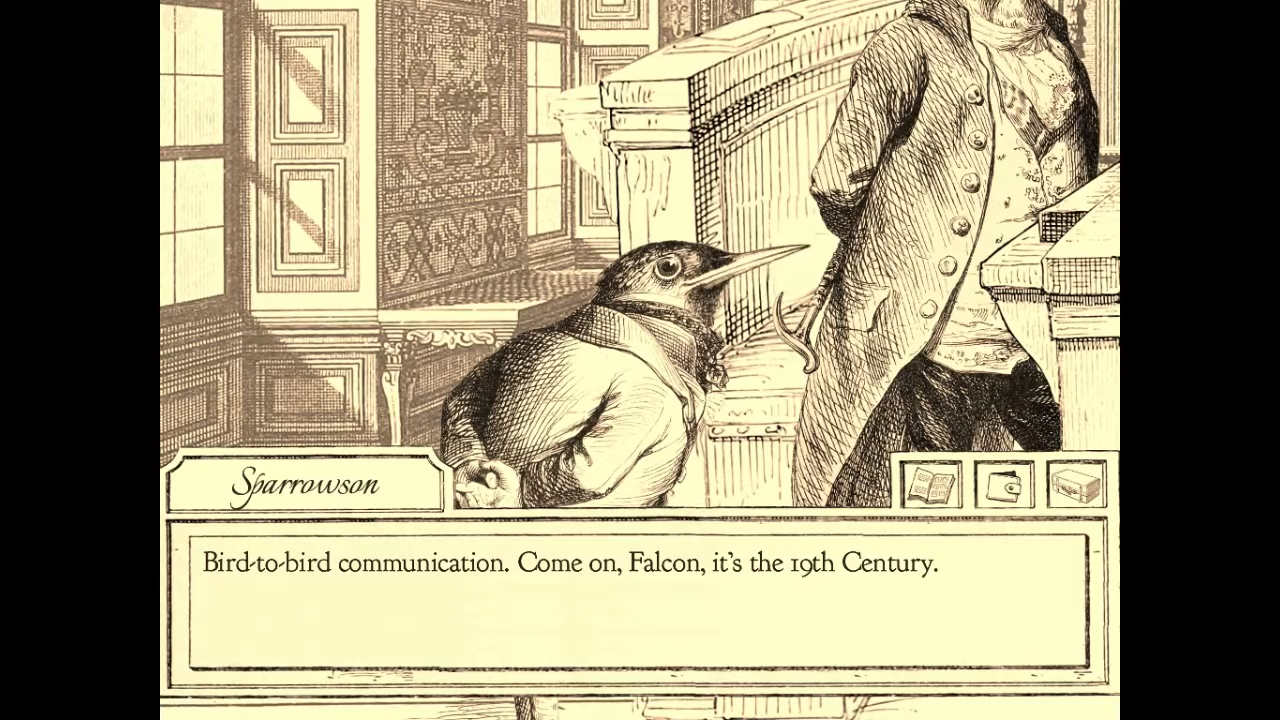 Sparrowson
Bird-to-bird communication. Come on, Falcon, it's the 19th Century.